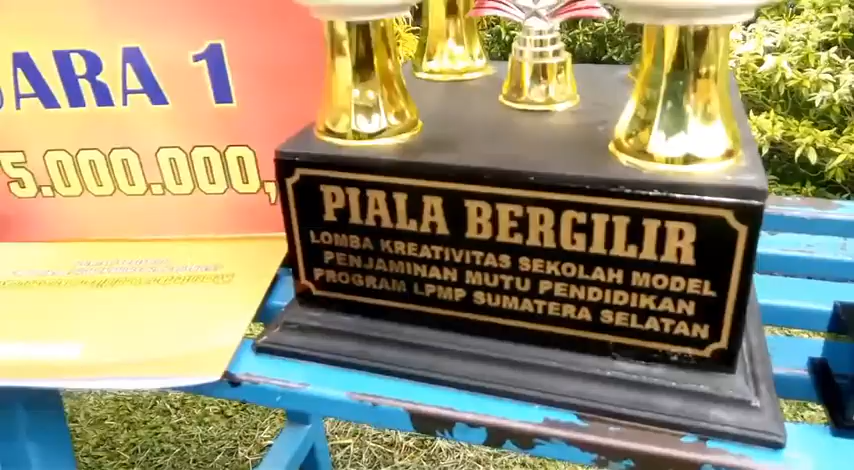 ARA 1
5.000.000,
PIALA BERGILIR
LOMBA KREATIVITAS SEKOLAH MODEL
PENJAMINAN MUTU PENDIDIKAN
PROGRAM LPMP SUMATERA SELATAN